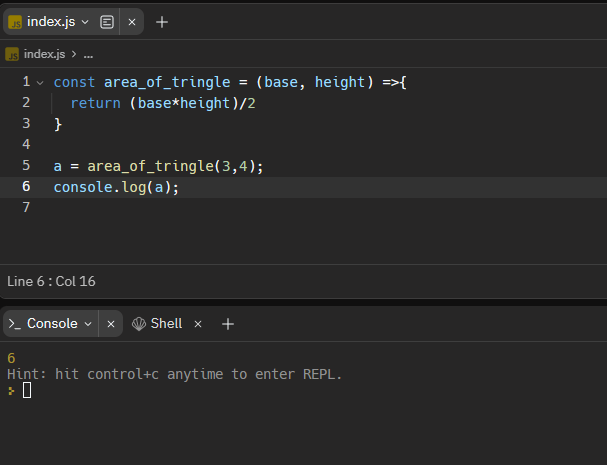 JS index.js
JS index.js > ...
1 const area_of_tringle = (base, height) =>{
2 return (base*height)/2
3 }
4
5 a = area_of_tringle(3,4);
6 console.log(a);
7
Line 6 : Col 16
>_ Console × Shell × +
6
Hint: hit control+c anytime to enter REPL.